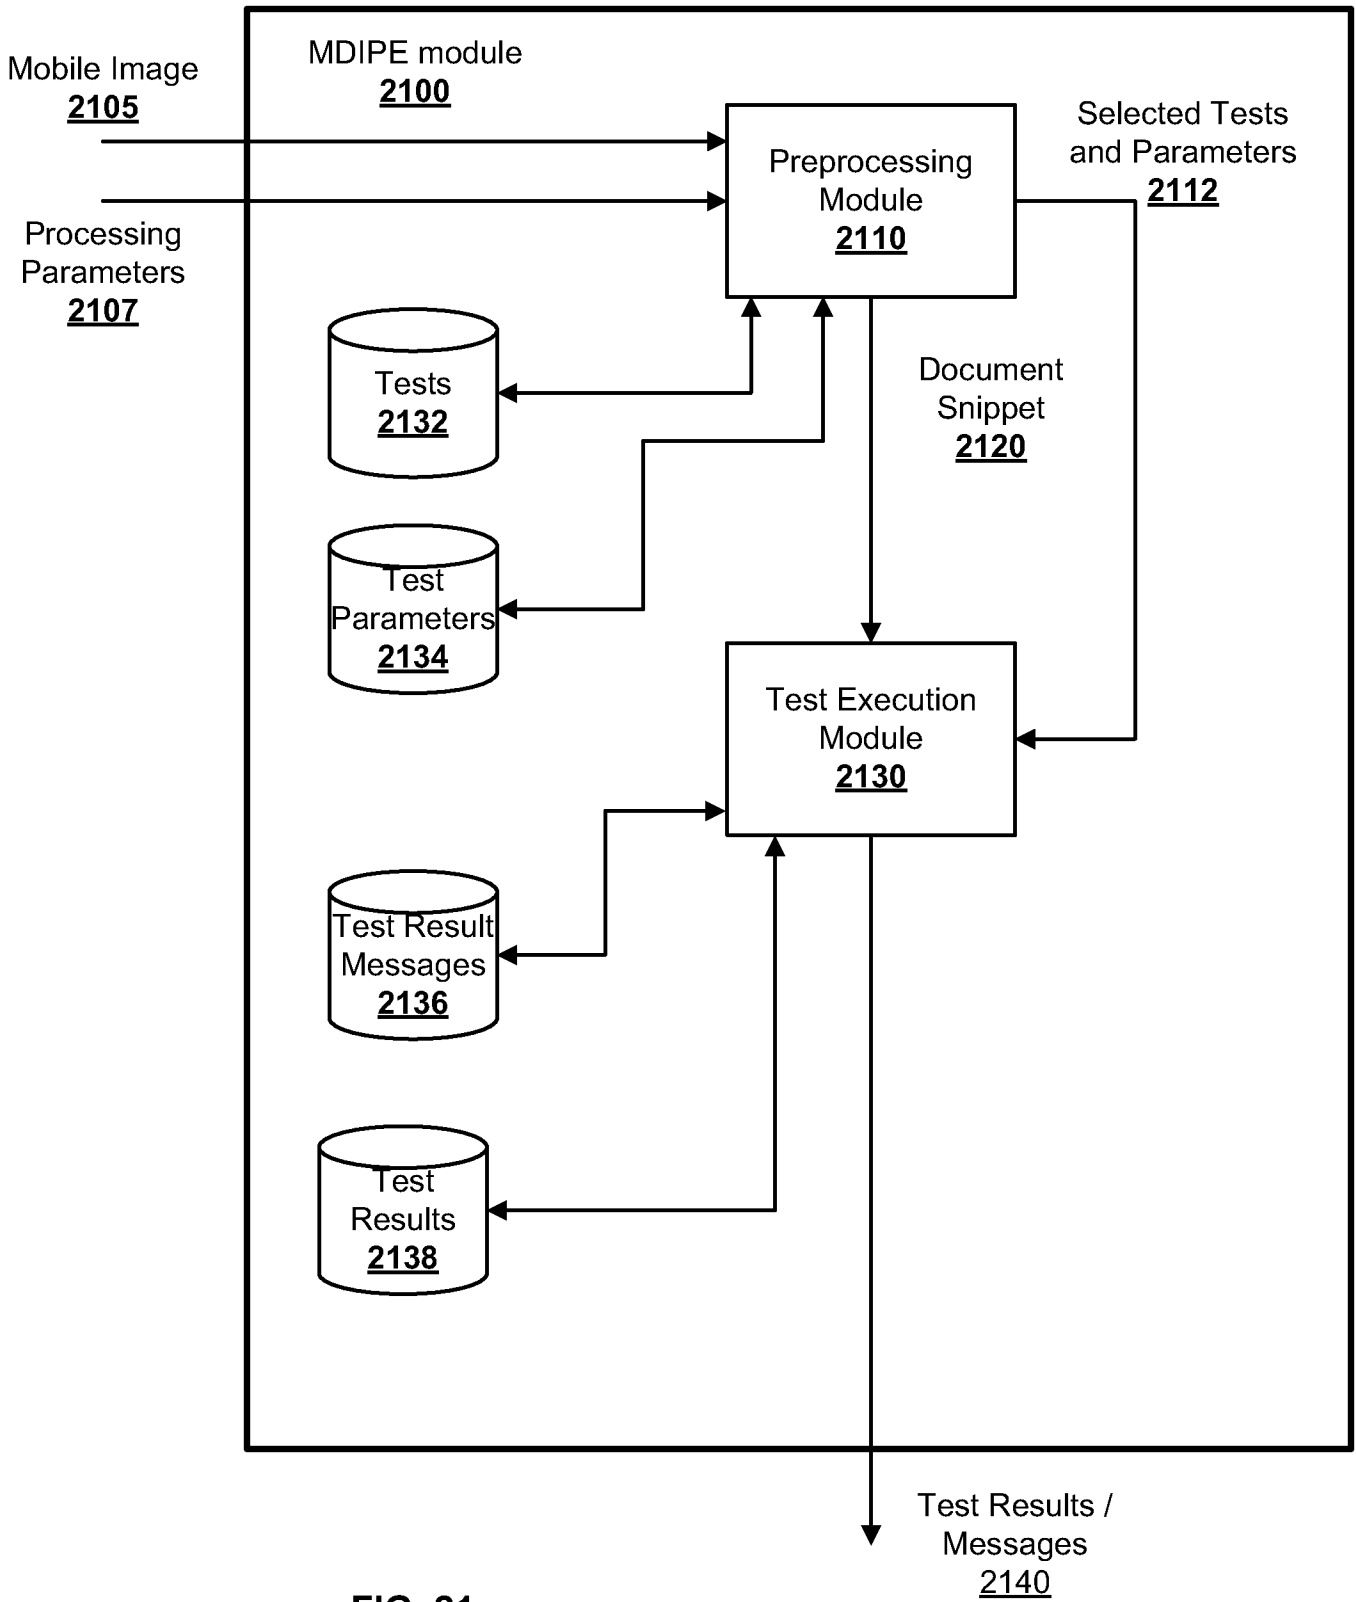 MDIPE module
2100
Mobile Image
2105
Processing
Parameters
2107
Preprocessing
Module
2110
Selected Tests
and Parameters
2112
Tests
2132
Document
Snippet
2120
Test
Parameters
2134
Test Execution
Module
2130
Test Result
Messages
2136
Test
Results
2138
Test Results /
Messages
2140
FIG. 21